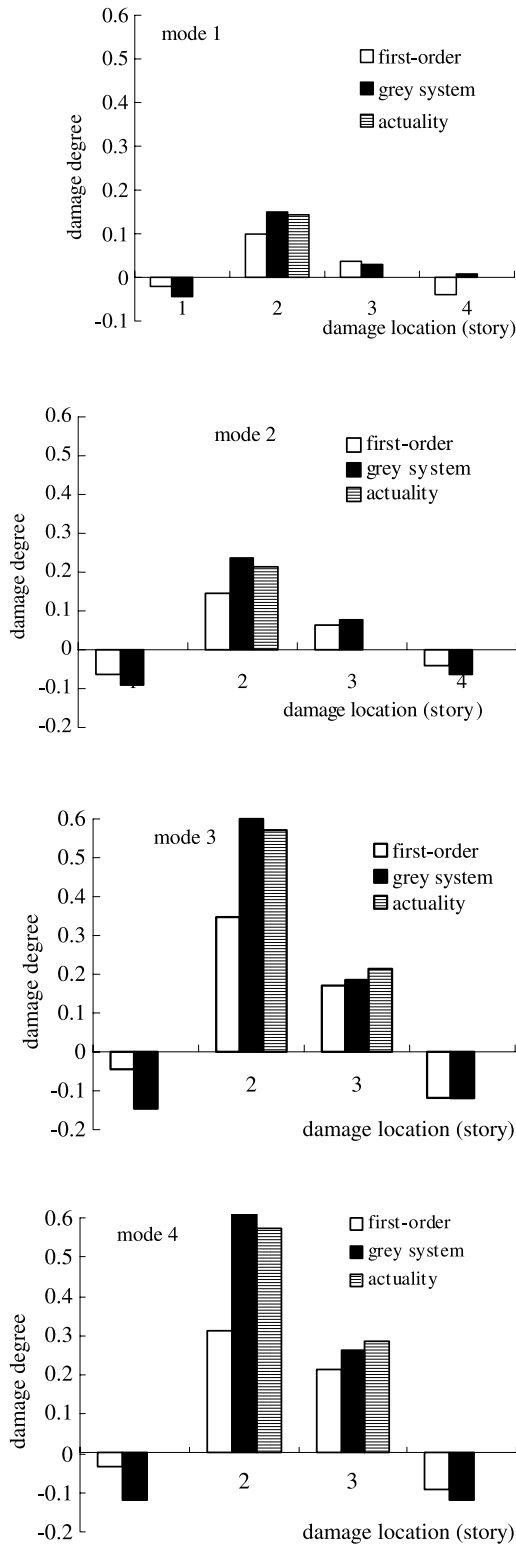 mode 1
first-order
grey system
actuality
damage degree
0.6
0.5
0.4
0.3
0.2
0.1
0
-0.1
1
2
3
4
damage location (story)
mode 2
first-order
grey system
actuality
damage degree
0.6
0.5
0.4
0.3
0.2
0.1
0
-0.1
-0.2
2
3
4
damage location (story)
mode 3
first-order
grey system
actuality
damage degree
0.6
0.5
0.4
0.3
0.2
0.1
0
-0.1
-0.2
2
3
damage location (story)
mode 4
first-order
grey system
actuality
damage degree
0.6
0.5
0.4
0.3
0.2
0.1
0
-0.1
-0.2
2
3
damage location (story)